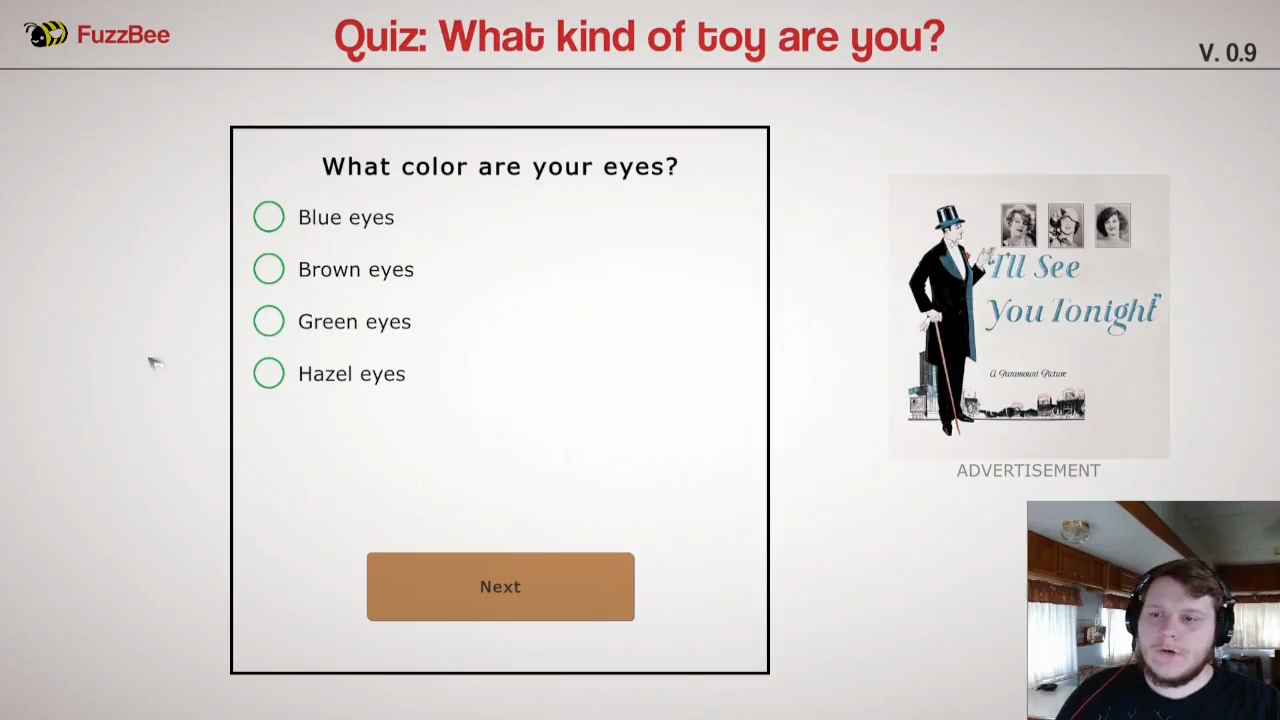 FuzzBee
Quiz: What kind of toy are you?
V. 0.9
What color are your eyes?
Blue eyes
Brown eyes
Green eyes
Hazel eyes
Next
"I'll See
You Tonight"
A Paramount Picture
ADVERTISEMENT